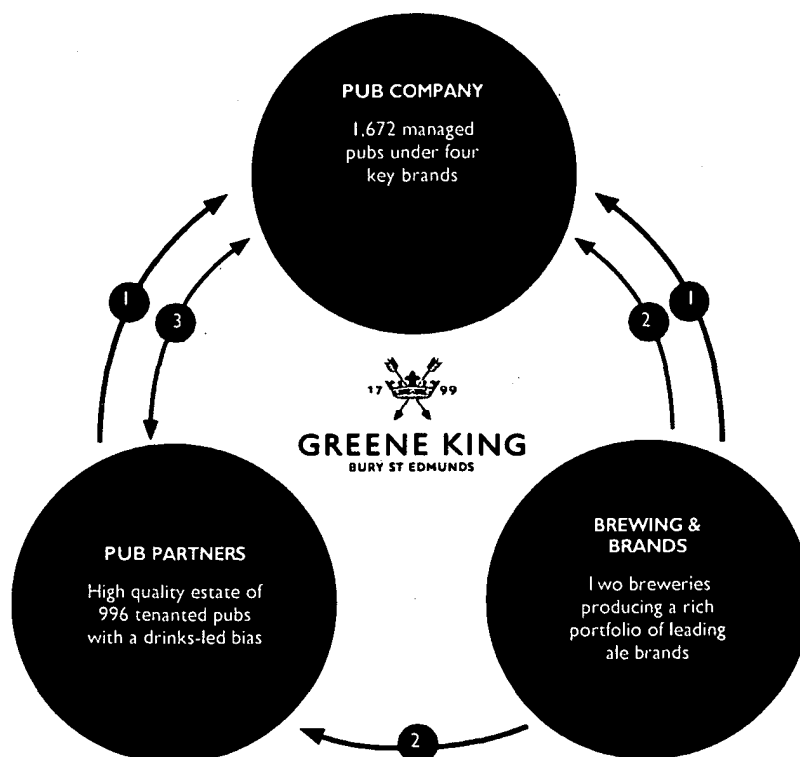 PUB COMPANY
1,672 managed
pubs under four
key brands
1
3
2
1
17 99
GREENE KING
BURY ST EDMUNDS
PUB PARTNERS
High quality estate of
996 tenanted pubs
with a drinks-led bias
BREWING &
BRANDS
Two breweries
producing a rich
portfolio of leading
ale brands
2